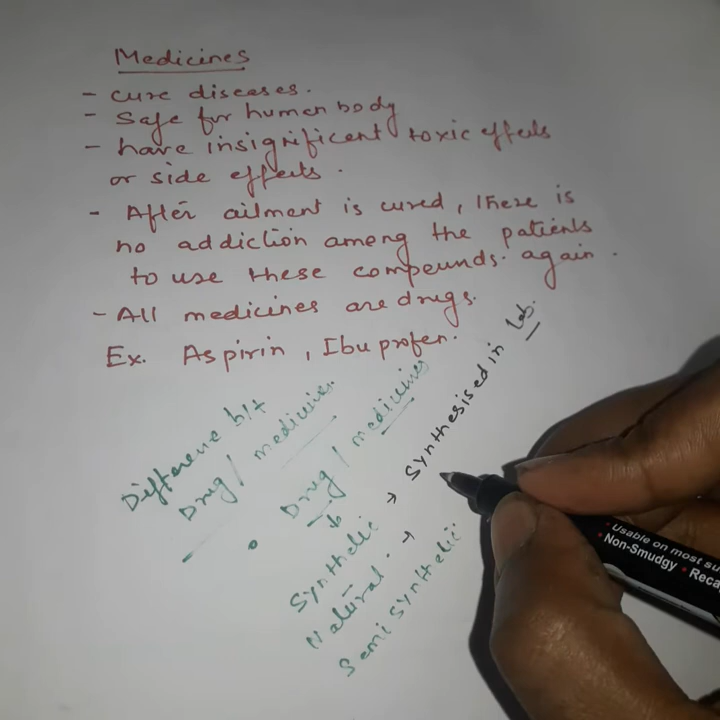 Medicines
- cure diseases.
- Safe for human body
- have insignificant toxic effects
or side effects.
- After ailment is cured, there is
no addiction among the patients
to use these compounds. again.
- All medicines are drugs.
Ex. Aspirin, Ibuprofen.
Difference b/t
Drug/medicines.
Drug/medicines
Synthetic → Synthesised in Lab.
Natural. →
Semi synthetic.
Usable on most su
• Non-Smudgy • Reca